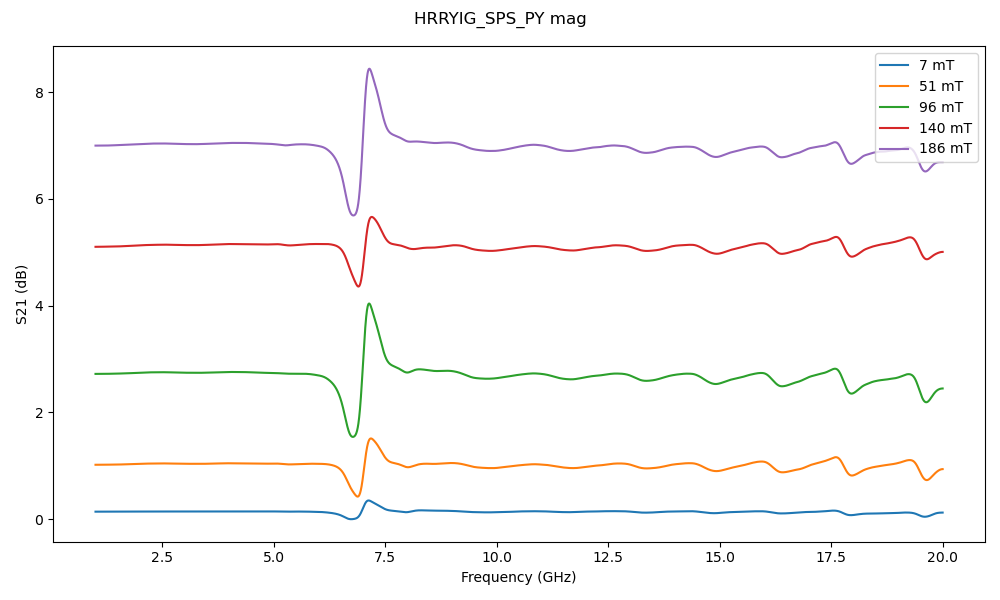 HRRYIG_SPS_PY mag
S21 (dB)
8
6
4
2
0
7 mT
51 mT
96 mT
140 mT
186 mT
2.5 5.0 7.5 10.0 12.5 15.0 17.5 20.0
Frequency (GHz)